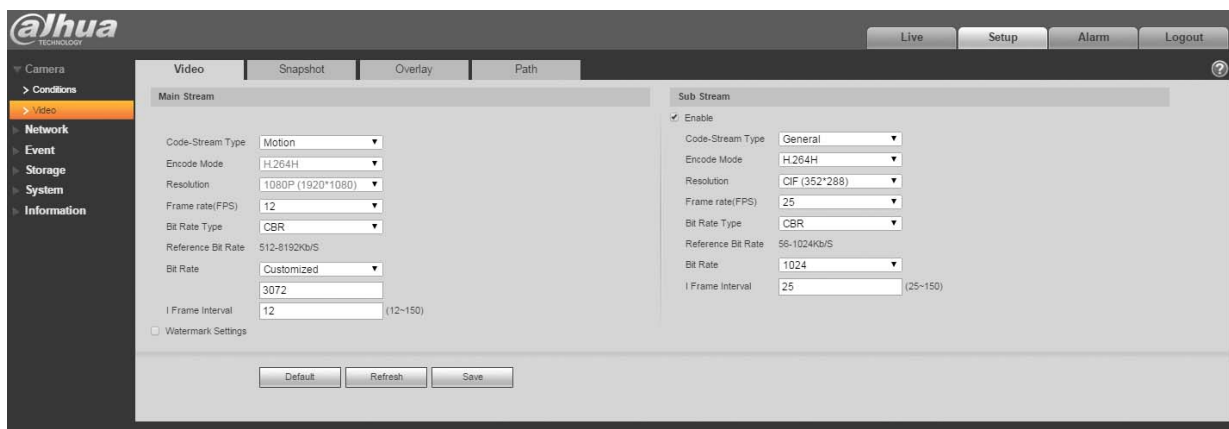 alhua
TECHNOLOGY
Live Setup Alarm Logout
Camera
> Conditions
> Video
Network
Event
Storage
System
Information
Video Snapshot Overlay Path
?
Main Stream
Code-Stream Type Motion
Encode Mode H.264H
Resolution 1080P (1920*1080)
Frame rate(FPS) 12
Bit Rate Type CBR
Reference Bit Rate 512-8192Kb/S
Bit Rate Customized
3072
I Frame Interval 12 (12~150)
Watermark Settings
Sub Stream
Enable
Code-Stream Type General
Encode Mode H.264H
Resolution CIF (352*288)
Frame rate(FPS) 25
Bit Rate Type CBR
Reference Bit Rate 56-1024Kb/S
Bit Rate 1024
I Frame Interval 25 (25~150)
Default Refresh Save